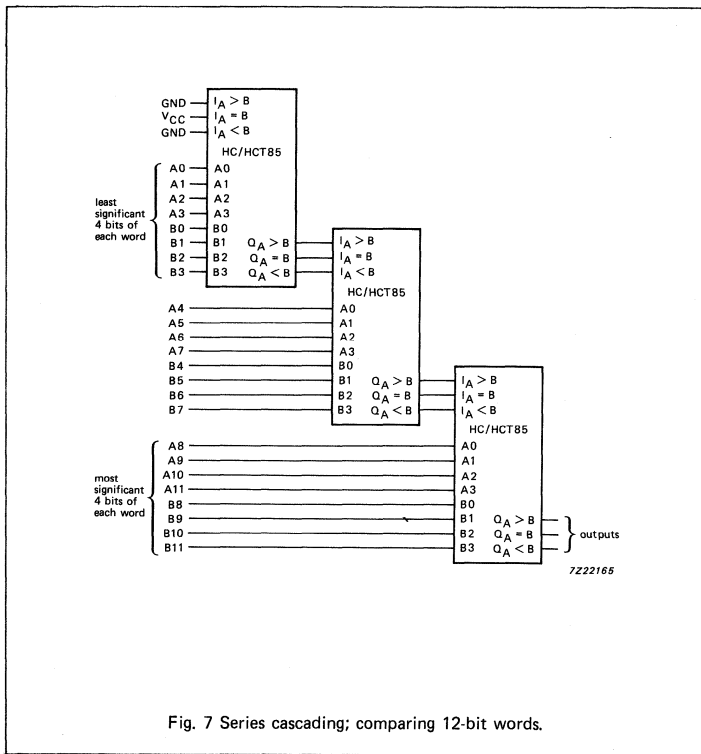 GND I_A > B
V_CC I_A = B
GND I_A < B
HC/HCT85
least significant 4 bits of each word
A0 A0
A1 A1
A2 A2
A3 A3
B0 B0
B1 B1 Q_A > B
B2 B2 Q_A = B
B3 B3 Q_A < B
I_A > B
I_A = B
I_A < B
HC/HCT85
A4 A0
A5 A1
A6 A2
A7 A3
B4 B0
B5 B1 Q_A > B
B6 B2 Q_A = B
B7 B3 Q_A < B
I_A > B
I_A = B
I_A < B
HC/HCT85
most significant 4 bits of each word
A8 A0
A9 A1
A10 A2
A11 A3
B8 B0
B9 B1 Q_A > B
B10 B2 Q_A = B outputs
B11 B3 Q_A < B
7Z22165
Fig. 7 Series cascading; comparing 12-bit words.